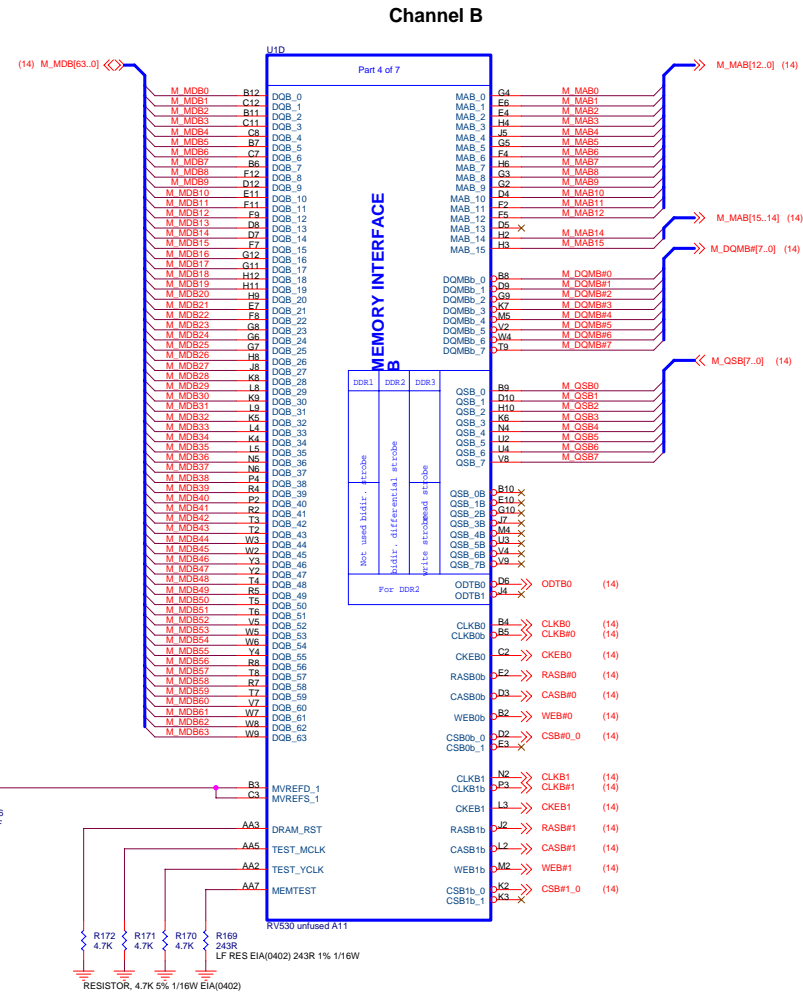 Channel B
U1D
Part 4 of 7
(14) M_MDB[63..0]
M_MDB0 B12 DQB_0
M_MDB1 C12 DQB_1
M_MDB2 B11 DQB_2
M_MDB3 C11 DQB_3
M_MDB4 C8 DQB_4
M_MDB5 B7 DQB_5
M_MDB6 C7 DQB_6
M_MDB7 B6 DQB_7
M_MDB8 F12 DQB_8
M_MDB9 D12 DQB_9
M_MDB10 E11 DQB_10
M_MDB11 F11 DQB_11
M_MDB12 F9 DQB_12
M_MDB13 D8 DQB_13
M_MDB14 D7 DQB_14
M_MDB15 F7 DQB_15
M_MDB16 G12 DQB_16
M_MDB17 G11 DQB_17
M_MDB18 H12 DQB_18
M_MDB19 H11 DQB_19
M_MDB20 H9 DQB_20
M_MDB21 E7 DQB_21
M_MDB22 F8 DQB_22
M_MDB23 G8 DQB_23
M_MDB24 G6 DQB_24
M_MDB25 G7 DQB_25
M_MDB26 H8 DQB_26
M_MDB27 J8 DQB_27
M_MDB28 K8 DQB_28
M_MDB29 L8 DQB_29
M_MDB30 K9 DQB_30
M_MDB31 L9 DQB_31
M_MDB32 K5 DQB_32
M_MDB33 L4 DQB_33
M_MDB34 K4 DQB_34
M_MDB35 L5 DQB_35
M_MDB36 N5 DQB_36
M_MDB37 N6 DQB_37
M_MDB38 P4 DQB_38
M_MDB39 R4 DQB_39
M_MDB40 P2 DQB_40
M_MDB41 R2 DQB_41
M_MDB42 T3 DQB_42
M_MDB43 T2 DQB_43
M_MDB44 W3 DQB_44
M_MDB45 W2 DQB_45
M_MDB46 Y3 DQB_46
M_MDB47 Y2 DQB_47
M_MDB48 T4 DQB_48
M_MDB49 R5 DQB_49
M_MDB50 T5 DQB_50
M_MDB51 T6 DQB_51
M_MDB52 V5 DQB_52
M_MDB53 W5 DQB_53
M_MDB54 W6 DQB_54
M_MDB55 Y4 DQB_55
M_MDB56 R8 DQB_56
M_MDB57 T8 DQB_57
M_MDB58 R7 DQB_58
M_MDB59 T7 DQB_59
M_MDB60 V7 DQB_60
M_MDB61 W7 DQB_61
M_MDB62 W8 DQB_62
M_MDB63 W9 DQB_63
B3 MVREFD_1
C3 MVREFS_1
AA3 DRAM_RST
AA5 TEST_MCLK
AA2 TEST_YCLK
AA7 MEMTEST
MEMORY INTERFACE
B
DDR1 DDR2 DDR3
Not used bidir. strobe
bidir. differential strobe
write strobe read strobe
For DDR2
M_MAB[12..0] (14)
MAB_0 G4 M_MAB0
MAB_1 E6 M_MAB1
MAB_2 E4 M_MAB2
MAB_3 H4 M_MAB3
MAB_4 J5 M_MAB4
MAB_5 G5 M_MAB5
MAB_6 F4 M_MAB6
MAB_7 H6 M_MAB7
MAB_8 G3 M_MAB8
MAB_9 G2 M_MAB9
MAB_10 D4 M_MAB10
MAB_11 F2 M_MAB11
MAB_12 F5 M_MAB12
MAB_13 D5
M_MAB[15..14] (14)
MAB_14 H2 M_MAB14
MAB_15 H3 M_MAB15
M_DQMB#[7..0] (14)
DQMBb_0 B8 M_DQMB#0
DQMBb_1 D9 M_DQMB#1
DQMBb_2 G9 M_DQMB#2
DQMBb_3 K7 M_DQMB#3
DQMBb_4 M5 M_DQMB#4
DQMBb_5 V2 M_DQMB#5
DQMBb_6 W4 M_DQMB#6
DQMBb_7 T9 M_DQMB#7
M_QSB[7..0] (14)
QSB_0 B9 M_QSB0
QSB_1 D10 M_QSB1
QSB_2 H10 M_QSB2
QSB_3 K6 M_QSB3
QSB_4 N4 M_QSB4
QSB_5 U2 M_QSB5
QSB_6 U4 M_QSB6
QSB_7 V8 M_QSB7
QSB_0B B10
QSB_1B E10
QSB_2B G10
QSB_3B J7
QSB_4B M4
QSB_5B U3
QSB_6B V4
QSB_7B V9
ODTB0 D6 ODTB0 (14)
ODTB1 J4
CLKB0 B4 CLKB0 (14)
CLKB0b B5 CLKB#0 (14)
CKEB0 C2 CKEB0 (14)
RASB0b E2 RASB#0 (14)
CASB0b D3 CASB#0 (14)
WEB0b B2 WEB#0 (14)
CSB0b_0 D2 CSB#0_0 (14)
CSB0b_1 E3
CLKB1 N2 CLKB1 (14)
CLKB1b P3 CLKB#1 (14)
CKEB1 L3 CKEB1 (14)
RASB1b J2 RASB#1 (14)
CASB1b L2 CASB#1 (14)
WEB1b M2 WEB#1 (14)
CSB1b_0 K2 CSB#1_0 (14)
CSB1b_1 K3
RV530 unfused A11
R172 R171 R170 R169
4.7K 4.7K 4.7K 243R
LF RES EIA(0402) 243R 1% 1/16W
RESISTOR, 4.7K 5% 1/16W EIA(0402)